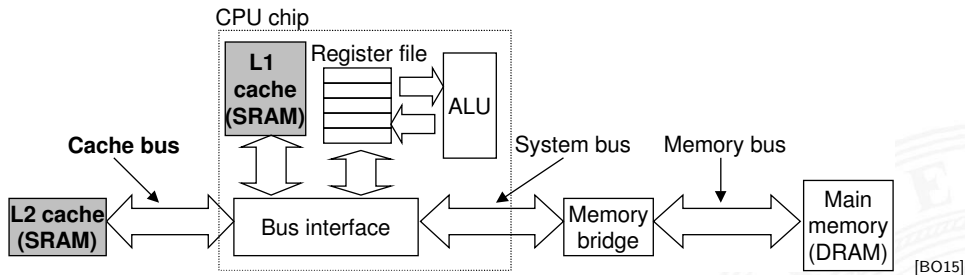 CPU chip
L1
cache
(SRAM)
Register file
ALU
Cache bus
System bus
Memory bus
L2 cache
(SRAM)
Bus interface
Memory
bridge
Main
memory
(DRAM)
[BO15]
E